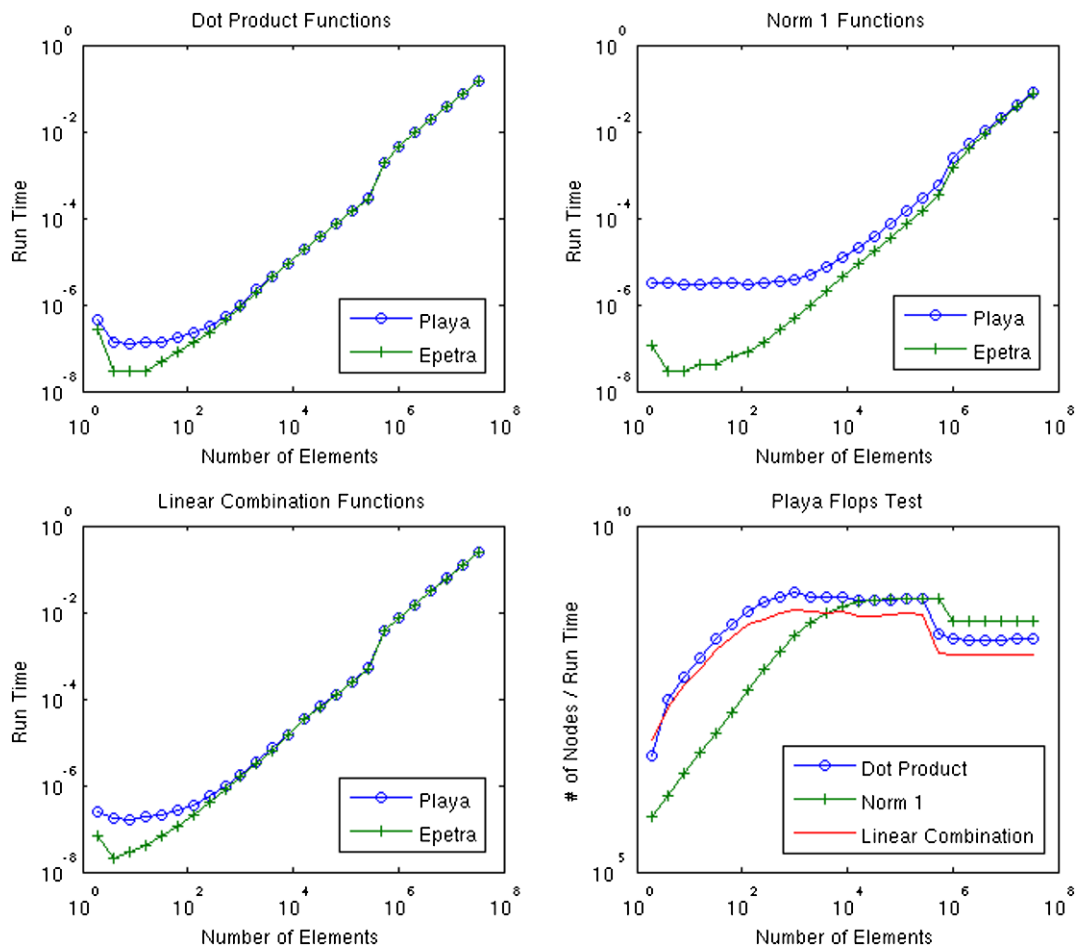 Dot Product Functions
10^0
10^-2
10^-4
10^-6
10^-8
Run Time
Playa
Epetra
10^0
10^2
10^4
10^6
10^8
Number of Elements
Norm 1 Functions
10^0
10^-2
10^-4
10^-6
10^-8
Run Time
Playa
Epetra
10^0
10^2
10^4
10^6
10^8
Number of Elements
Linear Combination Functions
10^0
10^-2
10^-4
10^-6
10^-8
Run Time
Playa
Epetra
10^0
10^2
10^4
10^6
10^8
Number of Elements
Playa Flops Test
10^10
10^5
# of Nodes / Run Time
Dot Product
Norm 1
Linear Combination
10^0
10^2
10^4
10^6
10^8
Number of Elements